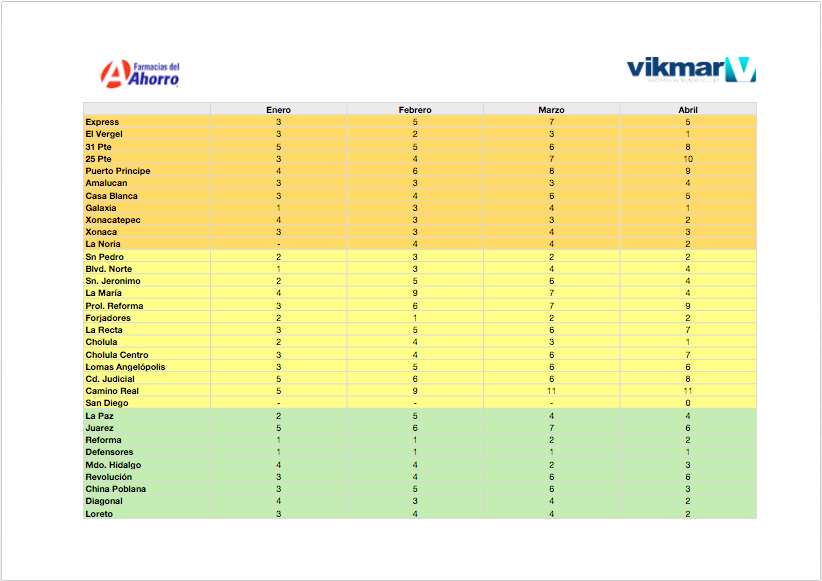 Farmacias del
Ahorro
vikmar
Enero Febrero Marzo Abril
Express 3 5 7 5
El Vergel 3 2 3 1
31 Pte 5 5 6 8
25 Pte 3 4 7 10
Puerto Principe 4 6 8 9
Amalucan 3 3 3 4
Casa Blanca 3 4 6 5
Galaxia 1 3 4 1
Xonacatepec 4 3 3 2
Xonaca 3 3 4 3
La Noria - 4 4 2
Sn Pedro 2 3 2 2
Blvd. Norte 1 3 4 4
Sn. Jeronimo 2 5 6 4
La María 4 9 7 4
Prol. Reforma 3 6 7 9
Forjadores 2 1 2 2
La Recta 3 5 6 7
Cholula 2 4 3 1
Cholula Centro 3 4 6 7
Lomas Angelópolis 3 5 6 6
Cd. Judicial 5 6 6 8
Camino Real 5 9 11 11
San Diego - - - 0
La Paz 2 5 4 4
Juarez 5 6 7 6
Reforma 1 1 2 2
Defensores 1 1 1 1
Mdo. Hidalgo 4 4 2 3
Revolución 3 4 6 6
China Poblana 3 5 6 3
Diagonal 4 3 4 2
Loreto 3 4 4 2